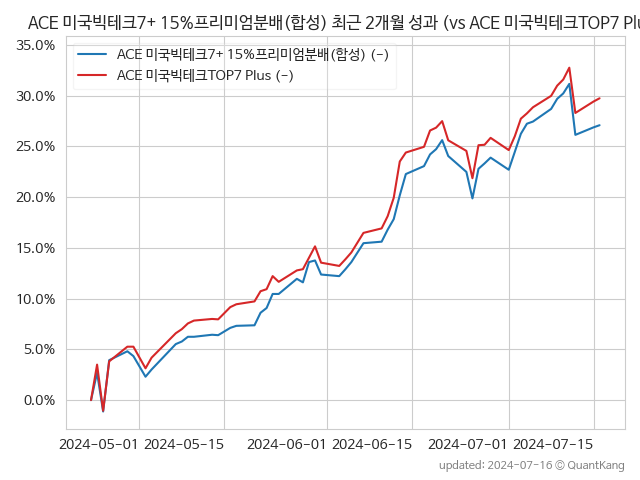 ACE 미국빅테크7+ 15%프리미엄분배(합성) 최근 2개월 성과 (vs ACE 미국빅테크TOP7 Plu
35.0%
30.0%
25.0%
20.0%
15.0%
10.0%
5.0%
0.0%
ACE 미국빅테크7+ 15%프리미엄분배(합성) (-)
ACE 미국빅테크TOP7 Plus (-)
2024-05-01 2024-05-15 2024-06-01 2024-06-15 2024-07-01 2024-07-15
updated: 2024-07-16 © QuantKang